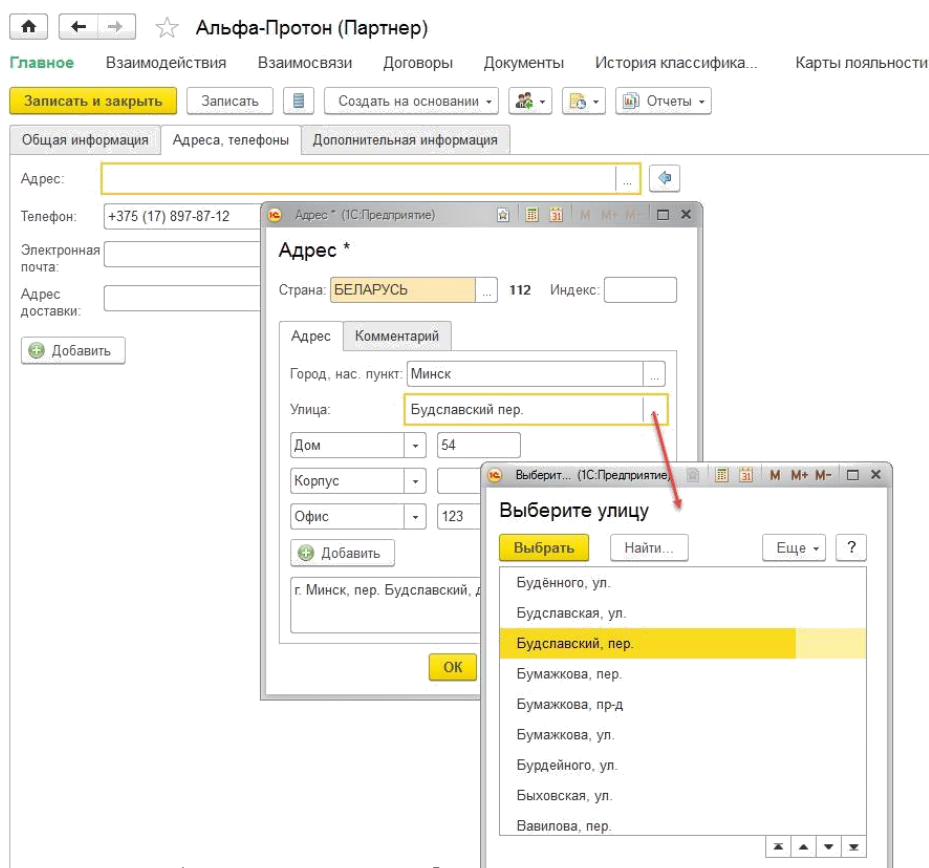 Альфа-Протон (Партнер)
Главное Взаимодействия Взаимосвязи Договоры Документы История классифика... Карты лояльности
Записать и закрыть Записать Создать на основании Отчеты
Общая информация Адреса, телефоны Дополнительная информация
Адрес: ...
Телефон: +375 (17) 897-87-12
Электронная
почта:
Адрес
доставки:
Добавить
Адрес * (1С:Предприятие) 31 M M+ M-
Адрес *
Страна: БЕЛАРУСЬ ... 112 Индекс:
Адрес Комментарий
Город, нас. пункт: Минск ...
Улица: Будславский пер. ...
Дом 54
Корпус
Офис 123
Добавить
г. Минск, пер. Будславский,
ОК
Выберит... (1С:Предприятие) 31 M M+ M-
Выберите улицу
Выбрать Найти... Еще ?
Будённого, ул.
Будславская, ул.
Будславский, пер.
Бумажкова, пер.
Бумажкова, пр-д
Бумажкова, ул.
Бурдейного, ул.
Быховская, ул.
Вавилова, пер.